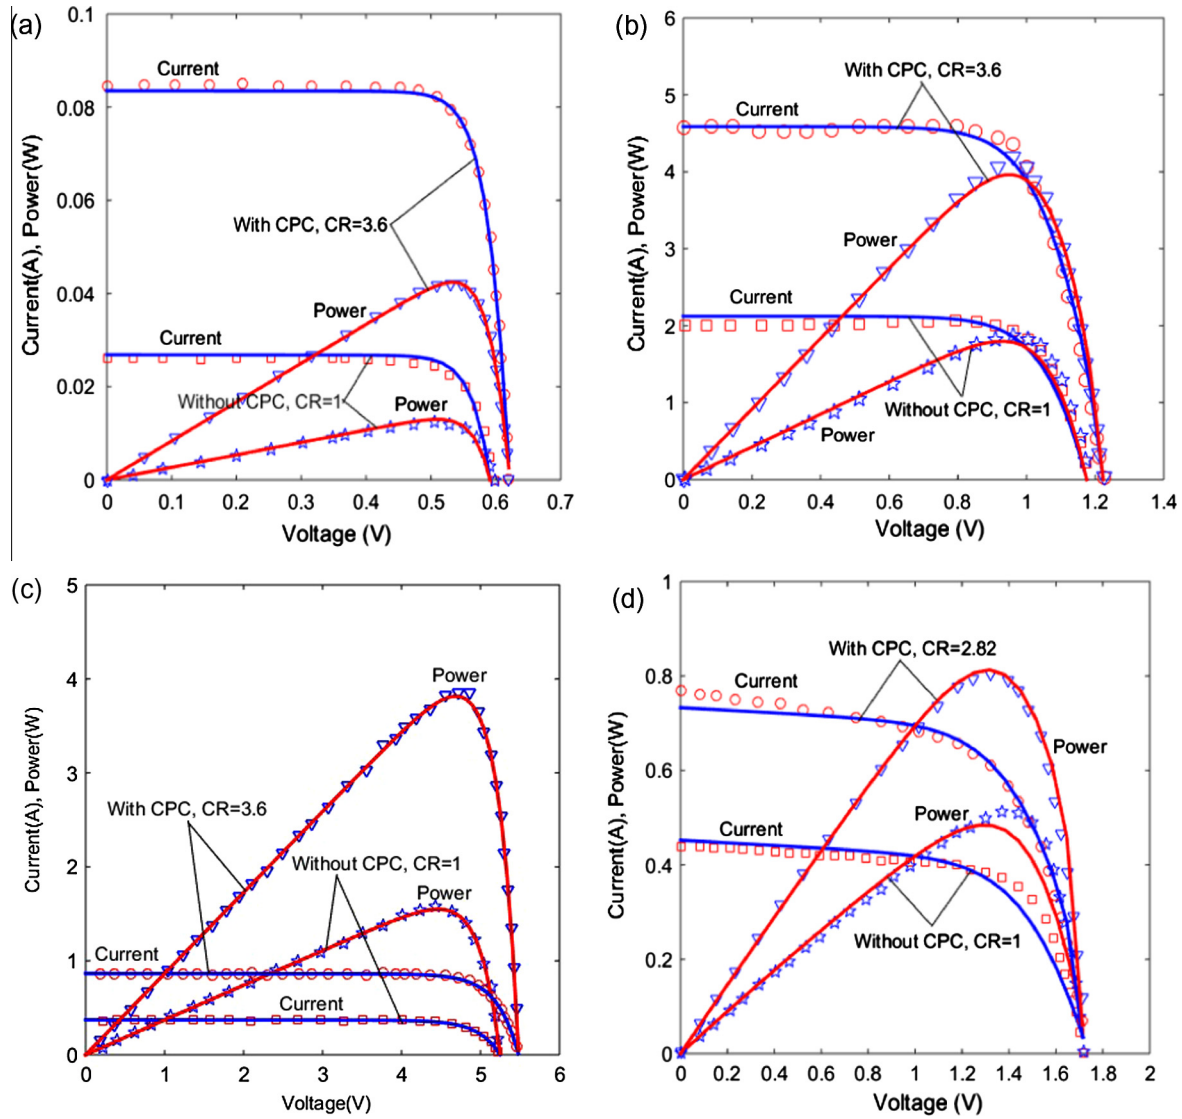 (a)
0.1
0.08
0.06
0.04
0.02
0
Current(A), Power(W)
Current
With CPC, CR=3.6
Power
Current
Without CPC, CR=1
Power
0 0.1 0.2 0.3 0.4 0.5 0.6 0.7
Voltage (V)
(b)
6
5
4
3
2
1
0
Current(A), Power(W)
With CPC, CR=3.6
Current
Power
Current
Without CPC, CR=1
Power
0 0.2 0.4 0.6 0.8 1 1.2 1.4
Voltage (V)
(c)
5
4
3
2
1
0
Current(A), Power(W)
Power
With CPC, CR=3.6
Without CPC, CR=1
Power
Current
Current
0 1 2 3 4 5 6
Voltage(V)
(d)
1
0.8
0.6
0.4
0.2
0
Current(A), Power(W)
With CPC, CR=2.82
Current
Power
Power
Current
Without CPC, CR=1
0 0.2 0.4 0.6 0.8 1 1.2 1.4 1.6 1.8 2
Voltage (V)